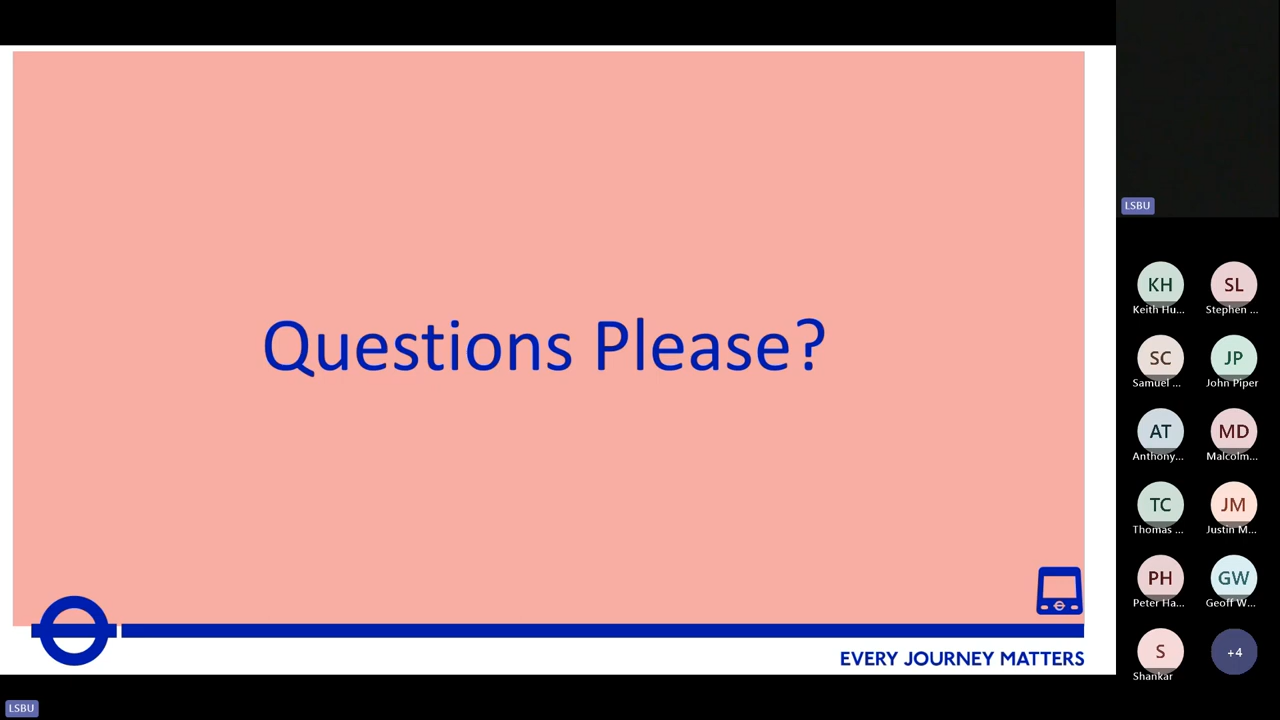 Questions Please?
EVERY JOURNEY MATTERS
LSBU
LSBU
KH
Keith Hu...
SL
Stephen ...
SC
Samuel ...
JP
John Piper
AT
Anthony...
MD
Malcolm...
TC
Thomas ...
JM
Justin M...
PH
Peter Ha...
GW
Geoff W...
S
Shankar
+4